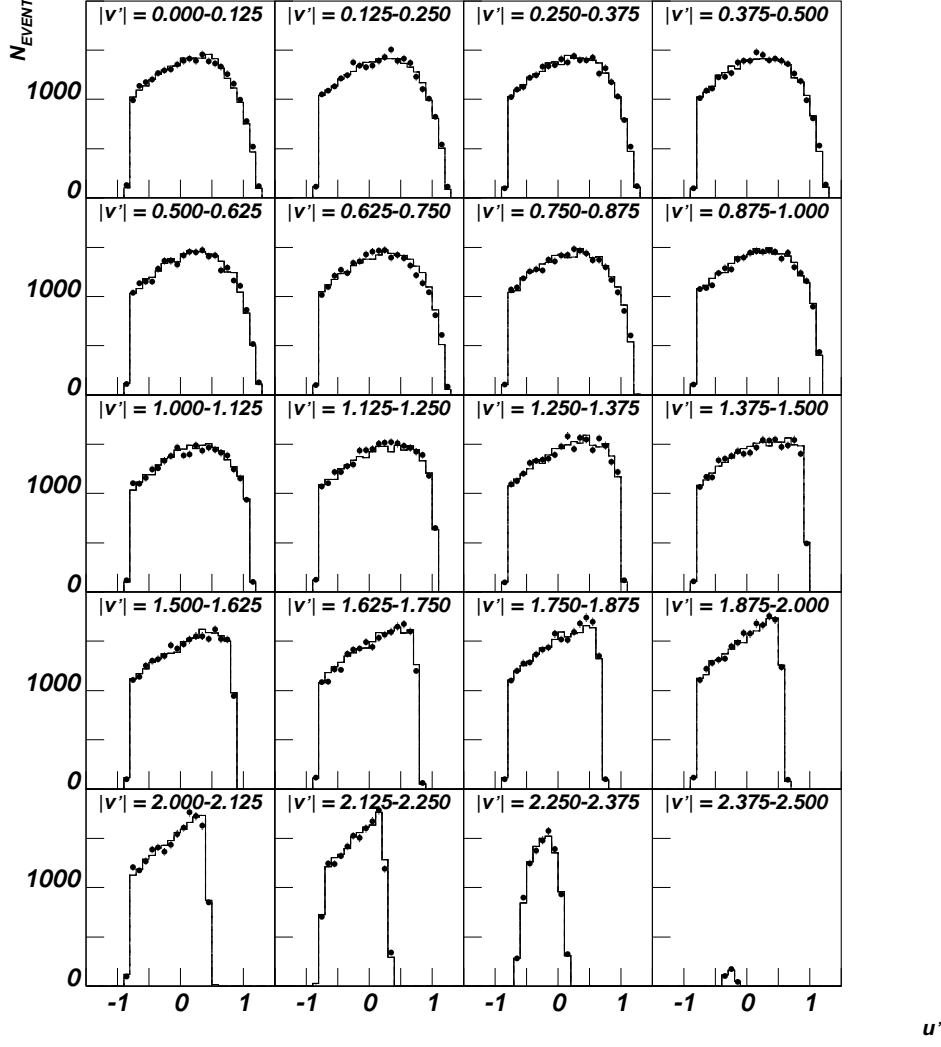 N_EVENT
|v'| = 0.000-0.125 |v'| = 0.125-0.250 |v'| = 0.250-0.375 |v'| = 0.375-0.500
1000
0
|v'| = 0.500-0.625 |v'| = 0.625-0.750 |v'| = 0.750-0.875 |v'| = 0.875-1.000
1000
0
|v'| = 1.000-1.125 |v'| = 1.125-1.250 |v'| = 1.250-1.375 |v'| = 1.375-1.500
1000
0
|v'| = 1.500-1.625 |v'| = 1.625-1.750 |v'| = 1.750-1.875 |v'| = 1.875-2.000
1000
0
|v'| = 2.000-2.125 |v'| = 2.125-2.250 |v'| = 2.250-2.375 |v'| = 2.375-2.500
1000
0
-1 0 1 -1 0 1 -1 0 1 -1 0 1
u'